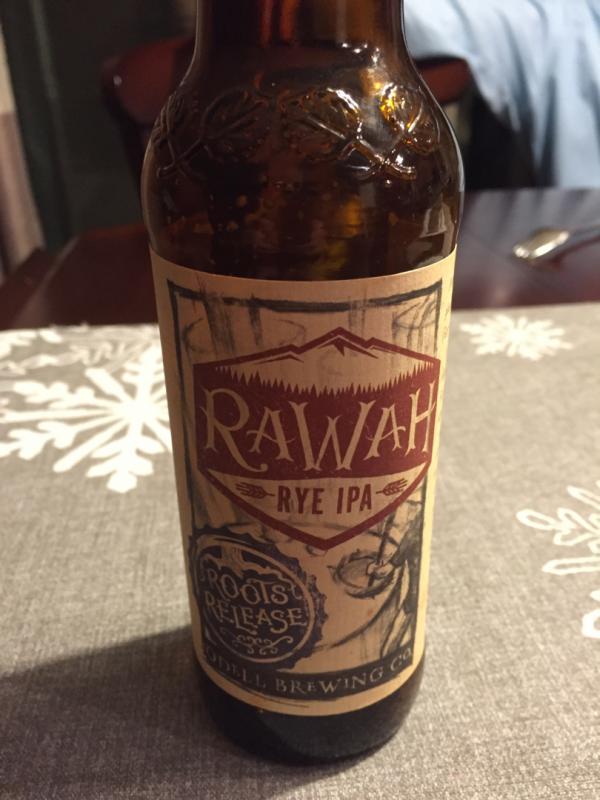 RAWAH
RYE IPA
ROOTS
RELEASE
ODELL BREWING CO.